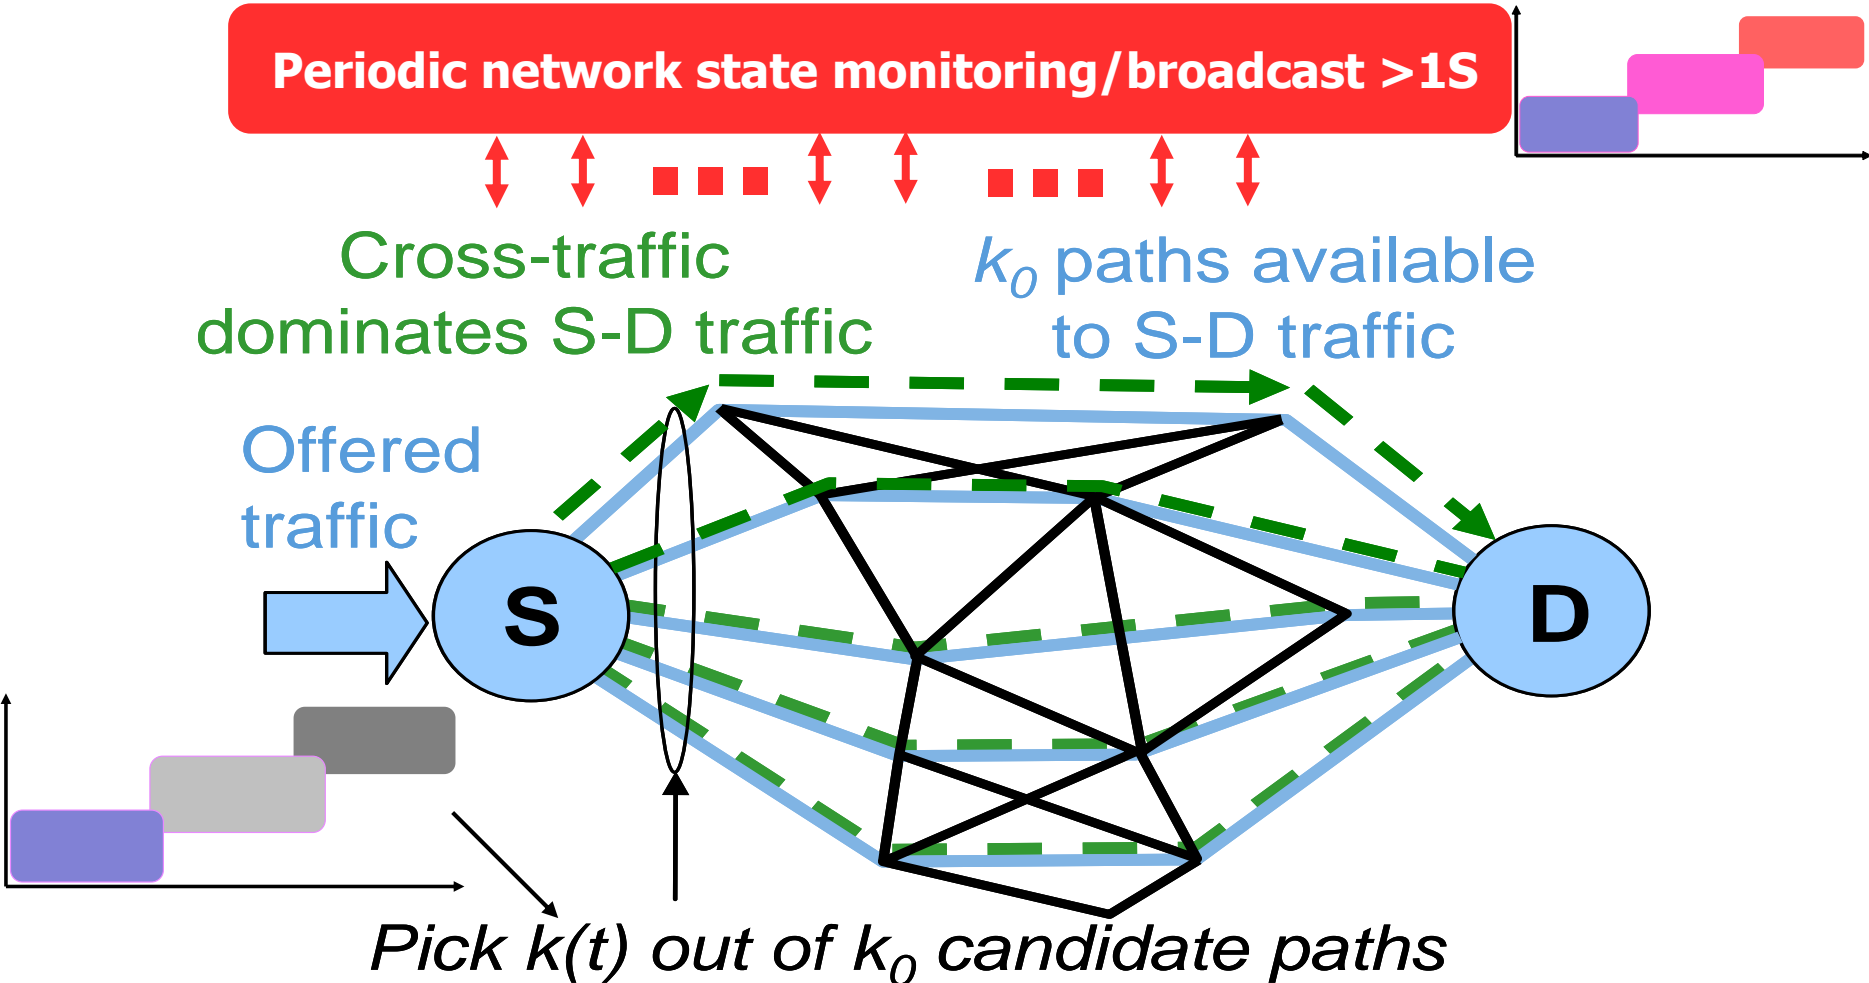 Periodic network state monitoring/broadcast >1S
Cross-traffic
dominates S-D traffic
k0 paths available
to S-D traffic
Offered
traffic
S
D
Pick k(t) out of k0 candidate paths